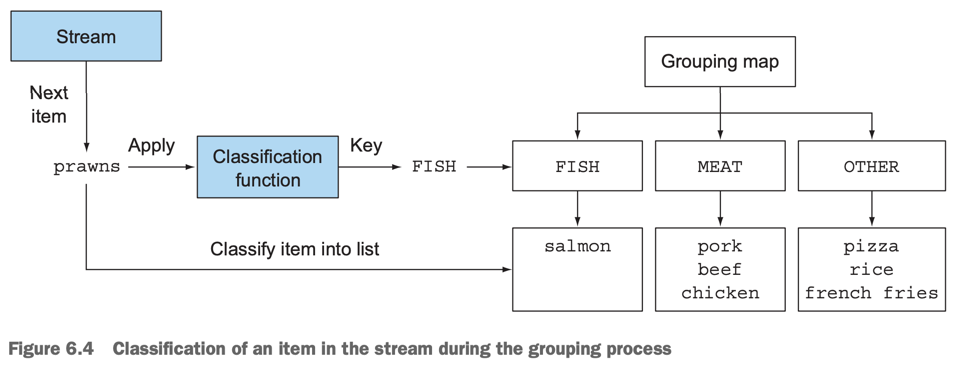 Stream
Next
item
prawns
Apply
Classification
function
Key
FISH
Classify item into list
Grouping map
FISH
MEAT
OTHER
salmon
pork
beef
chicken
pizza
rice
french fries
Figure 6.4 Classification of an item in the stream during the grouping process